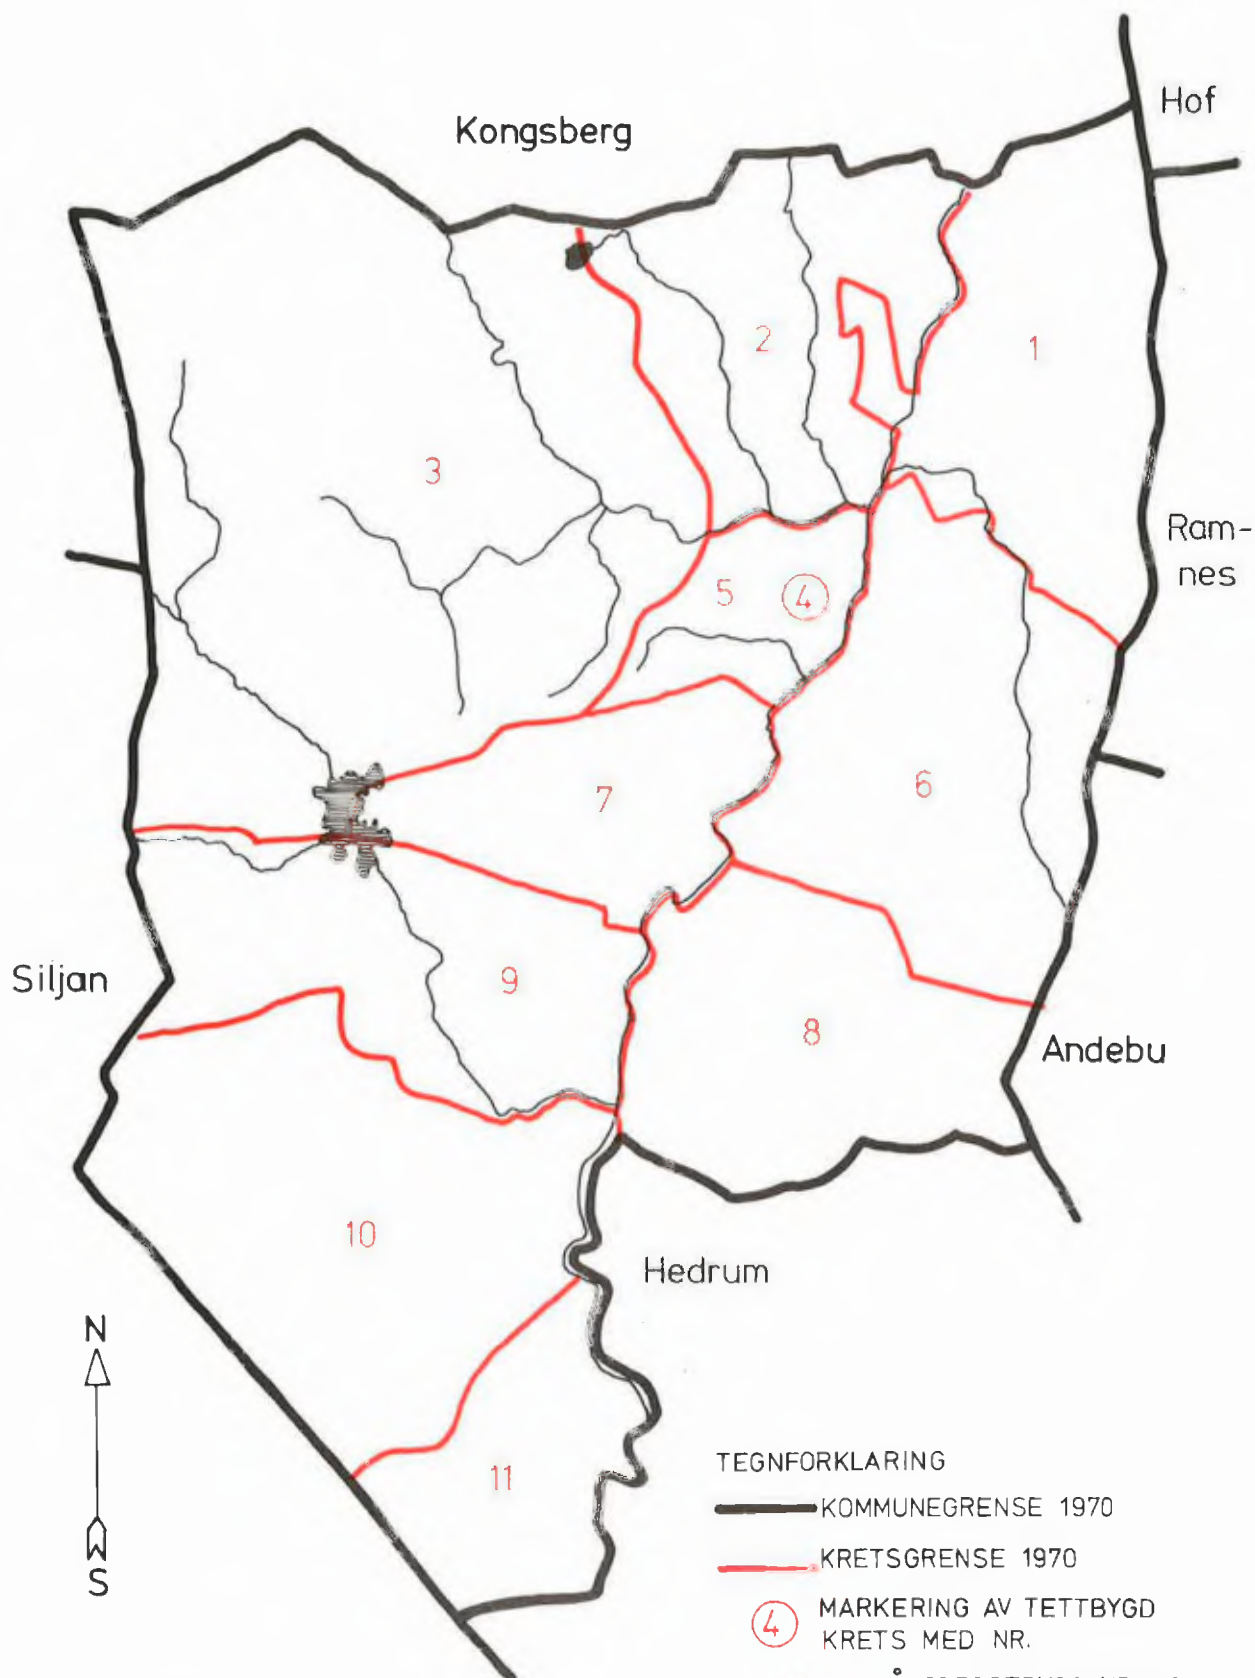 Hof
Kongsberg
2
1
3
Ram-
nes
5
4
6
7
Siljan
9
8
Andebu
10
Hedrum
N
11
S
TEGNFORKLARING
KOMMUNEGRENSE 1970
KRETSGRENSE 1970
4
MARKERING AV TETTBYGD
KRETS MED NR.